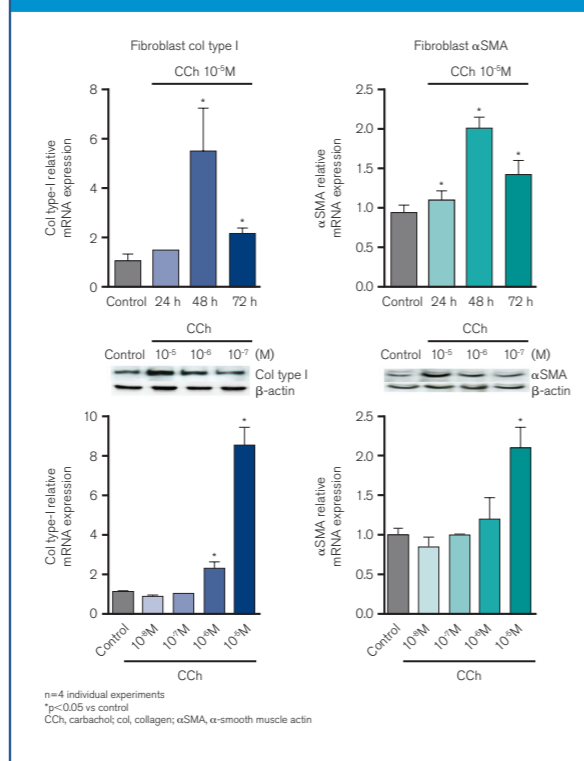 Fibroblast col type I
CCh 10⁻⁵M
Col type-I relative
mRNA expression
8
6
4
2
0
*
*
Control 24 h 48 h 72 h
Fibroblast αSMA
CCh 10⁻⁵M
αSMA relative
mRNA expression
2.5
2.0
1.5
1.0
0.5
0.0
*
*
*
Control 24 h 48 h 72 h
CCh
Control 10⁻⁵ 10⁻⁶ 10⁻⁷ (M)
Col type I
β-actin
CCh
Control 10⁻⁵ 10⁻⁶ 10⁻⁷ (M)
αSMA
β-actin
Col type-I relative
mRNA expression
10
8
6
4
2
0
*
*
Control 10⁻⁸M 10⁻⁷M 10⁻⁶M 10⁻⁵M
CCh
αSMA relative
mRNA expression
2.5
2.0
1.5
1.0
0.5
0.0
*
Control 10⁻⁸M 10⁻⁷M 10⁻⁶M 10⁻⁵M
CCh
n=4 individual experiments
*p<0.05 vs control
CCh, carbachol; col, collagen; αSMA, α-smooth muscle actin